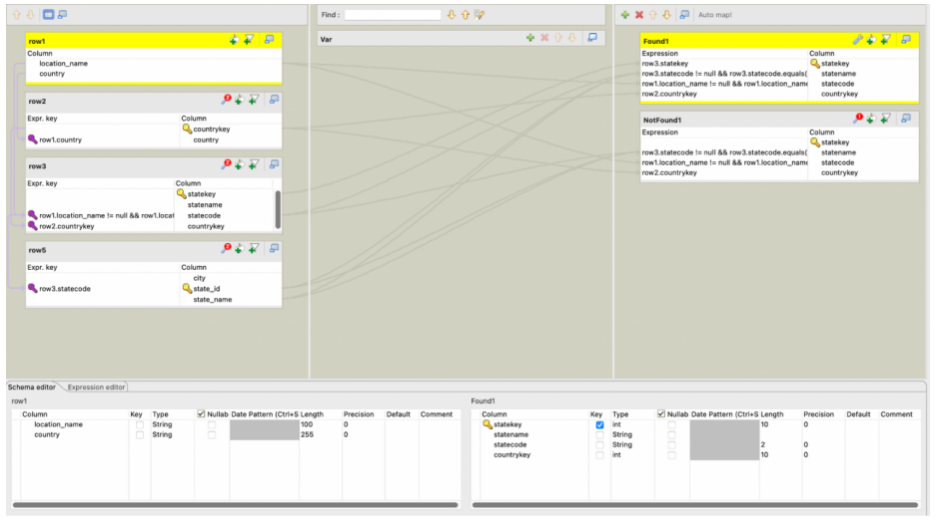 Find :
Auto map!
row1
Column
location_name
country
row2
Expr. key Column
countrykey
row1.country country
row3
Expr. key Column
statekey
statename
row1.location_name != null && row1.locat statecode
row2.countrykey countrykey
row5
Expr. key Column
city
row3.statecode state_id
state_name
Var
Found1
Expression Column
row3.statekey statekey
row3.statecode != null && row3.statecode.equals( statename
row1.location_name != null && row1.location_name statecode
row2.countrykey countrykey
NotFound1
Expression Column
statekey
row3.statecode != null && row3.statecode.equals( statename
row1.location_name != null && row1.location_name statecode
row2.countrykey countrykey
Schema editor Expression editor
row1
Column Key Type Nullab Date Pattern (Ctrl+S Length Precision Default Comment
location_name String 100 0
country String 255 0
Found1
Column Key Type Nullab Date Pattern (Ctrl+S Length Precision Default Comment
statekey int 10 0
statename String
statecode String 2 0
countrykey int 10 0